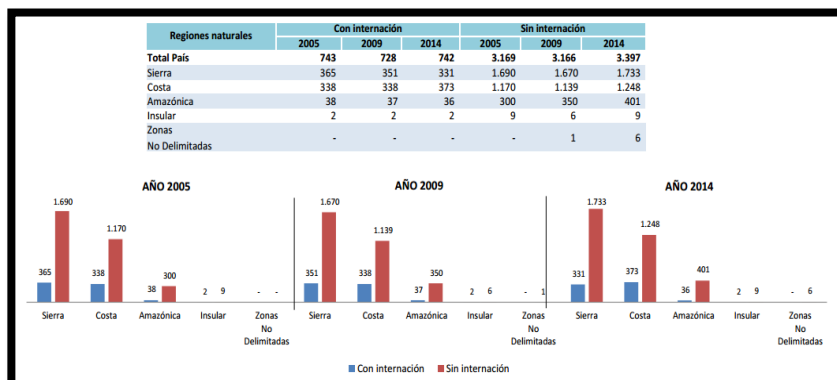 Regiones naturales Con internación Sin internación
2005 2009 2014 2005 2009 2014
Total País 743 728 742 3.169 3.166 3.397
Sierra 365 351 331 1.690 1.670 1.733
Costa 338 338 373 1.170 1.139 1.248
Amazónica 38 37 36 300 350 401
Insular 2 2 2 9 6 9
Zonas
No Delimitadas - - - - 1 6
AÑO 2005 AÑO 2009 AÑO 2014
1.690 1.670 1.733
1.170 1.139 1.248
365 338 38 300 2 9 - - 351 338 37 350 2 6 - 1 331 373 36 401 2 9 - 6
Sierra Costa Amazónica Insular Zonas Sierra Costa Amazónica Insular Zonas Sierra Costa Amazónica Insular Zonas
No No No
Delimitadas Delimitadas Delimitadas
Con internación Sin internación